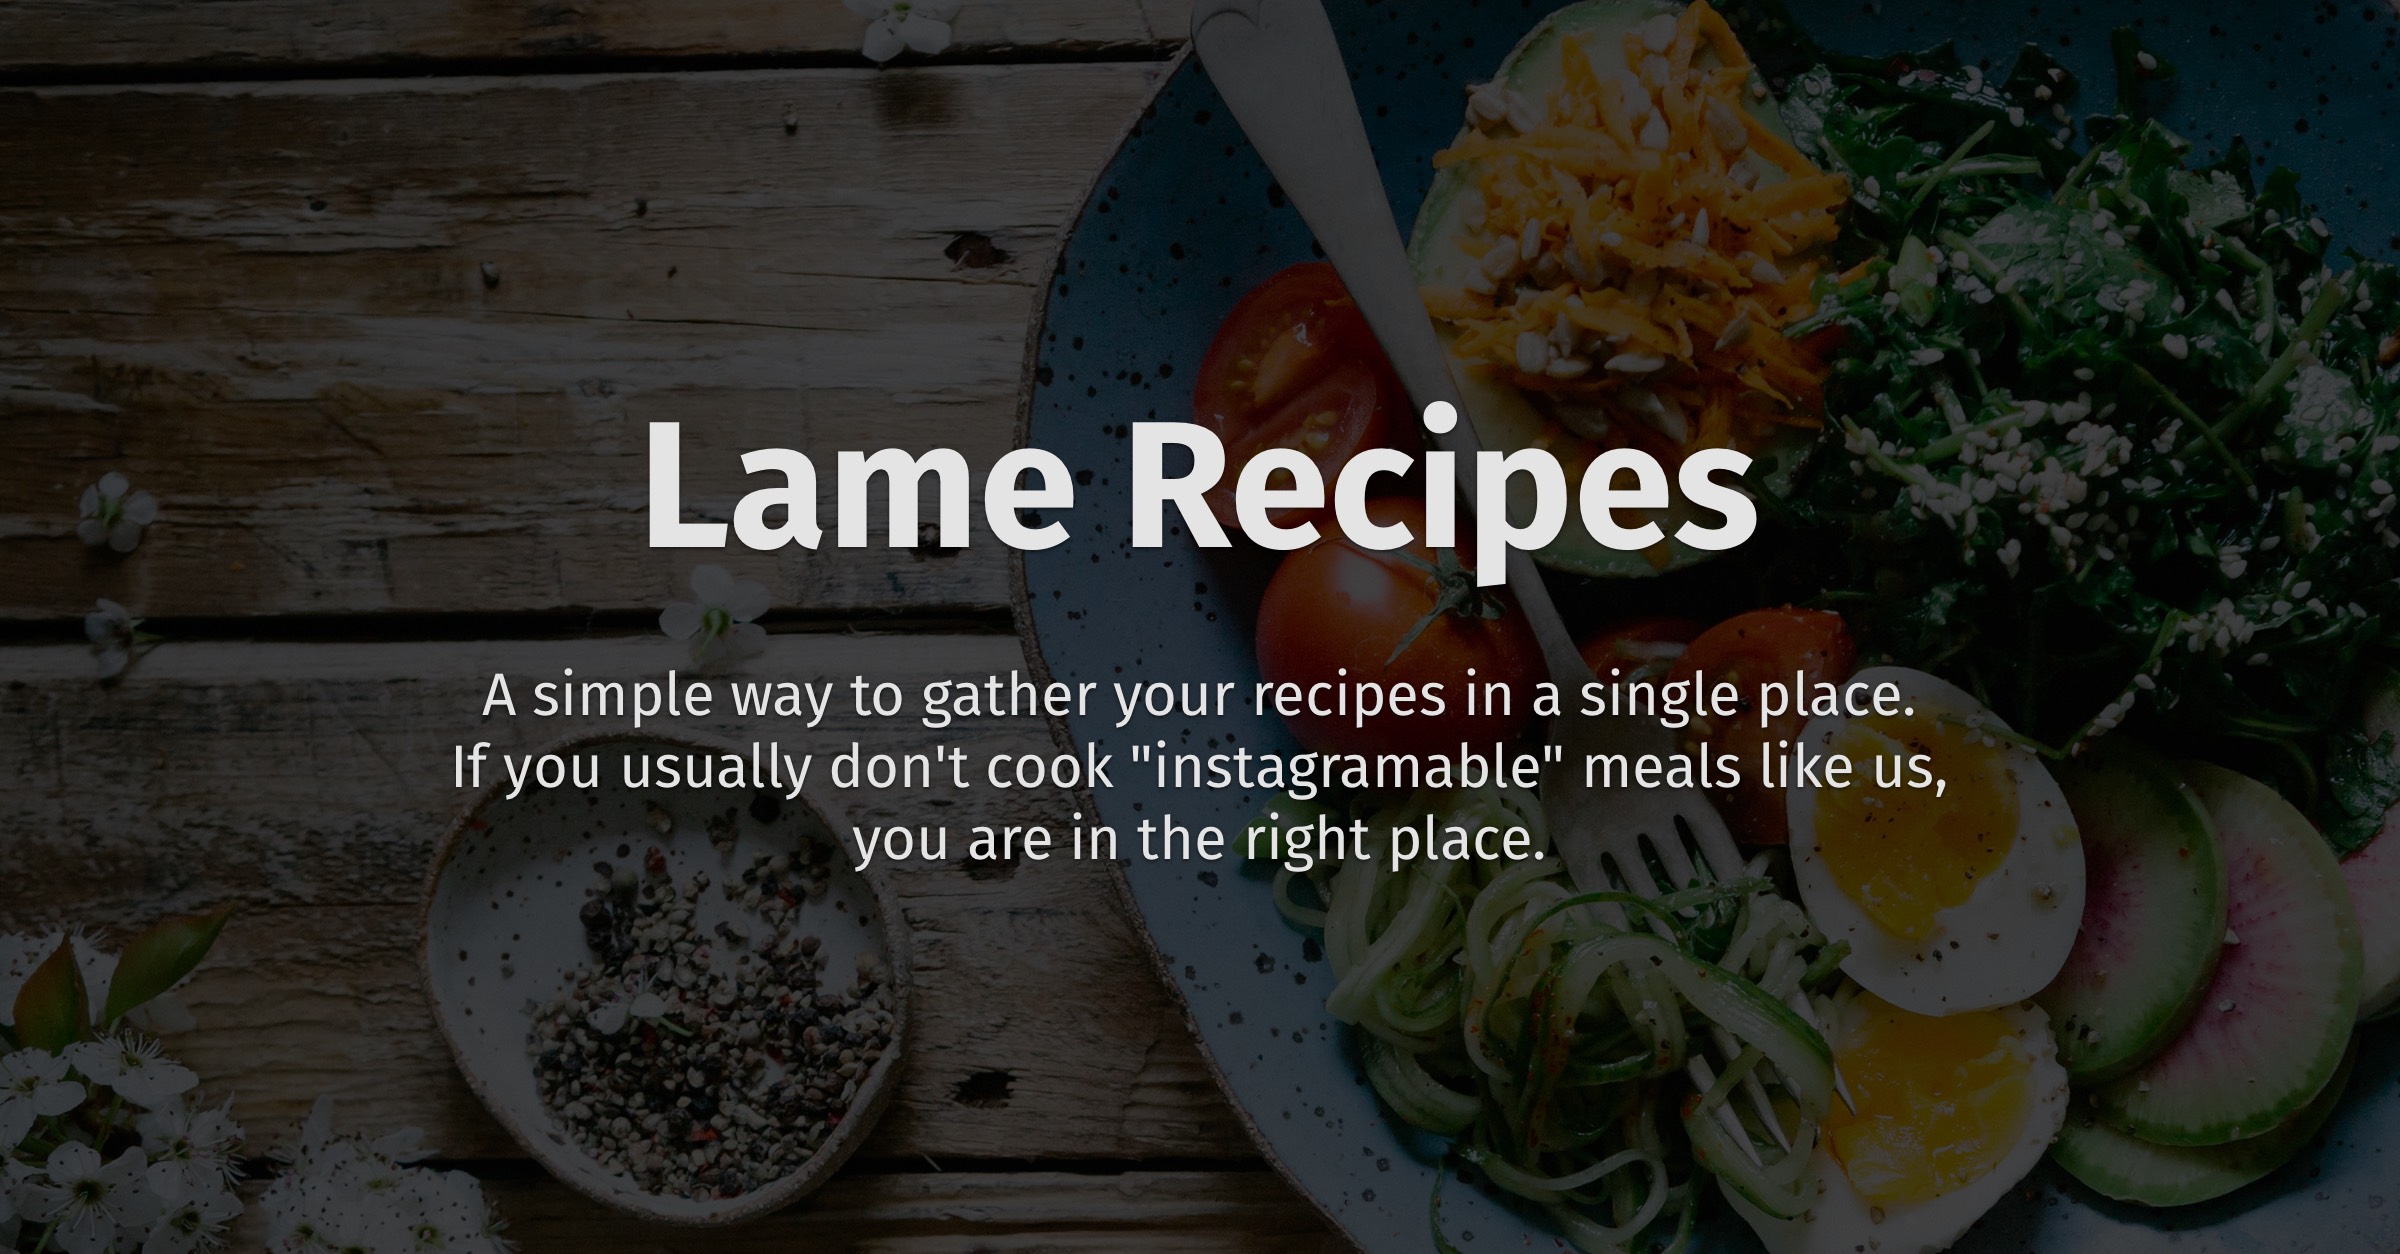 Lame Recipes
A simple way to gather your recipes in a single place.
If you usually don't cook "instagramable" meals like us,
you are in the right place.